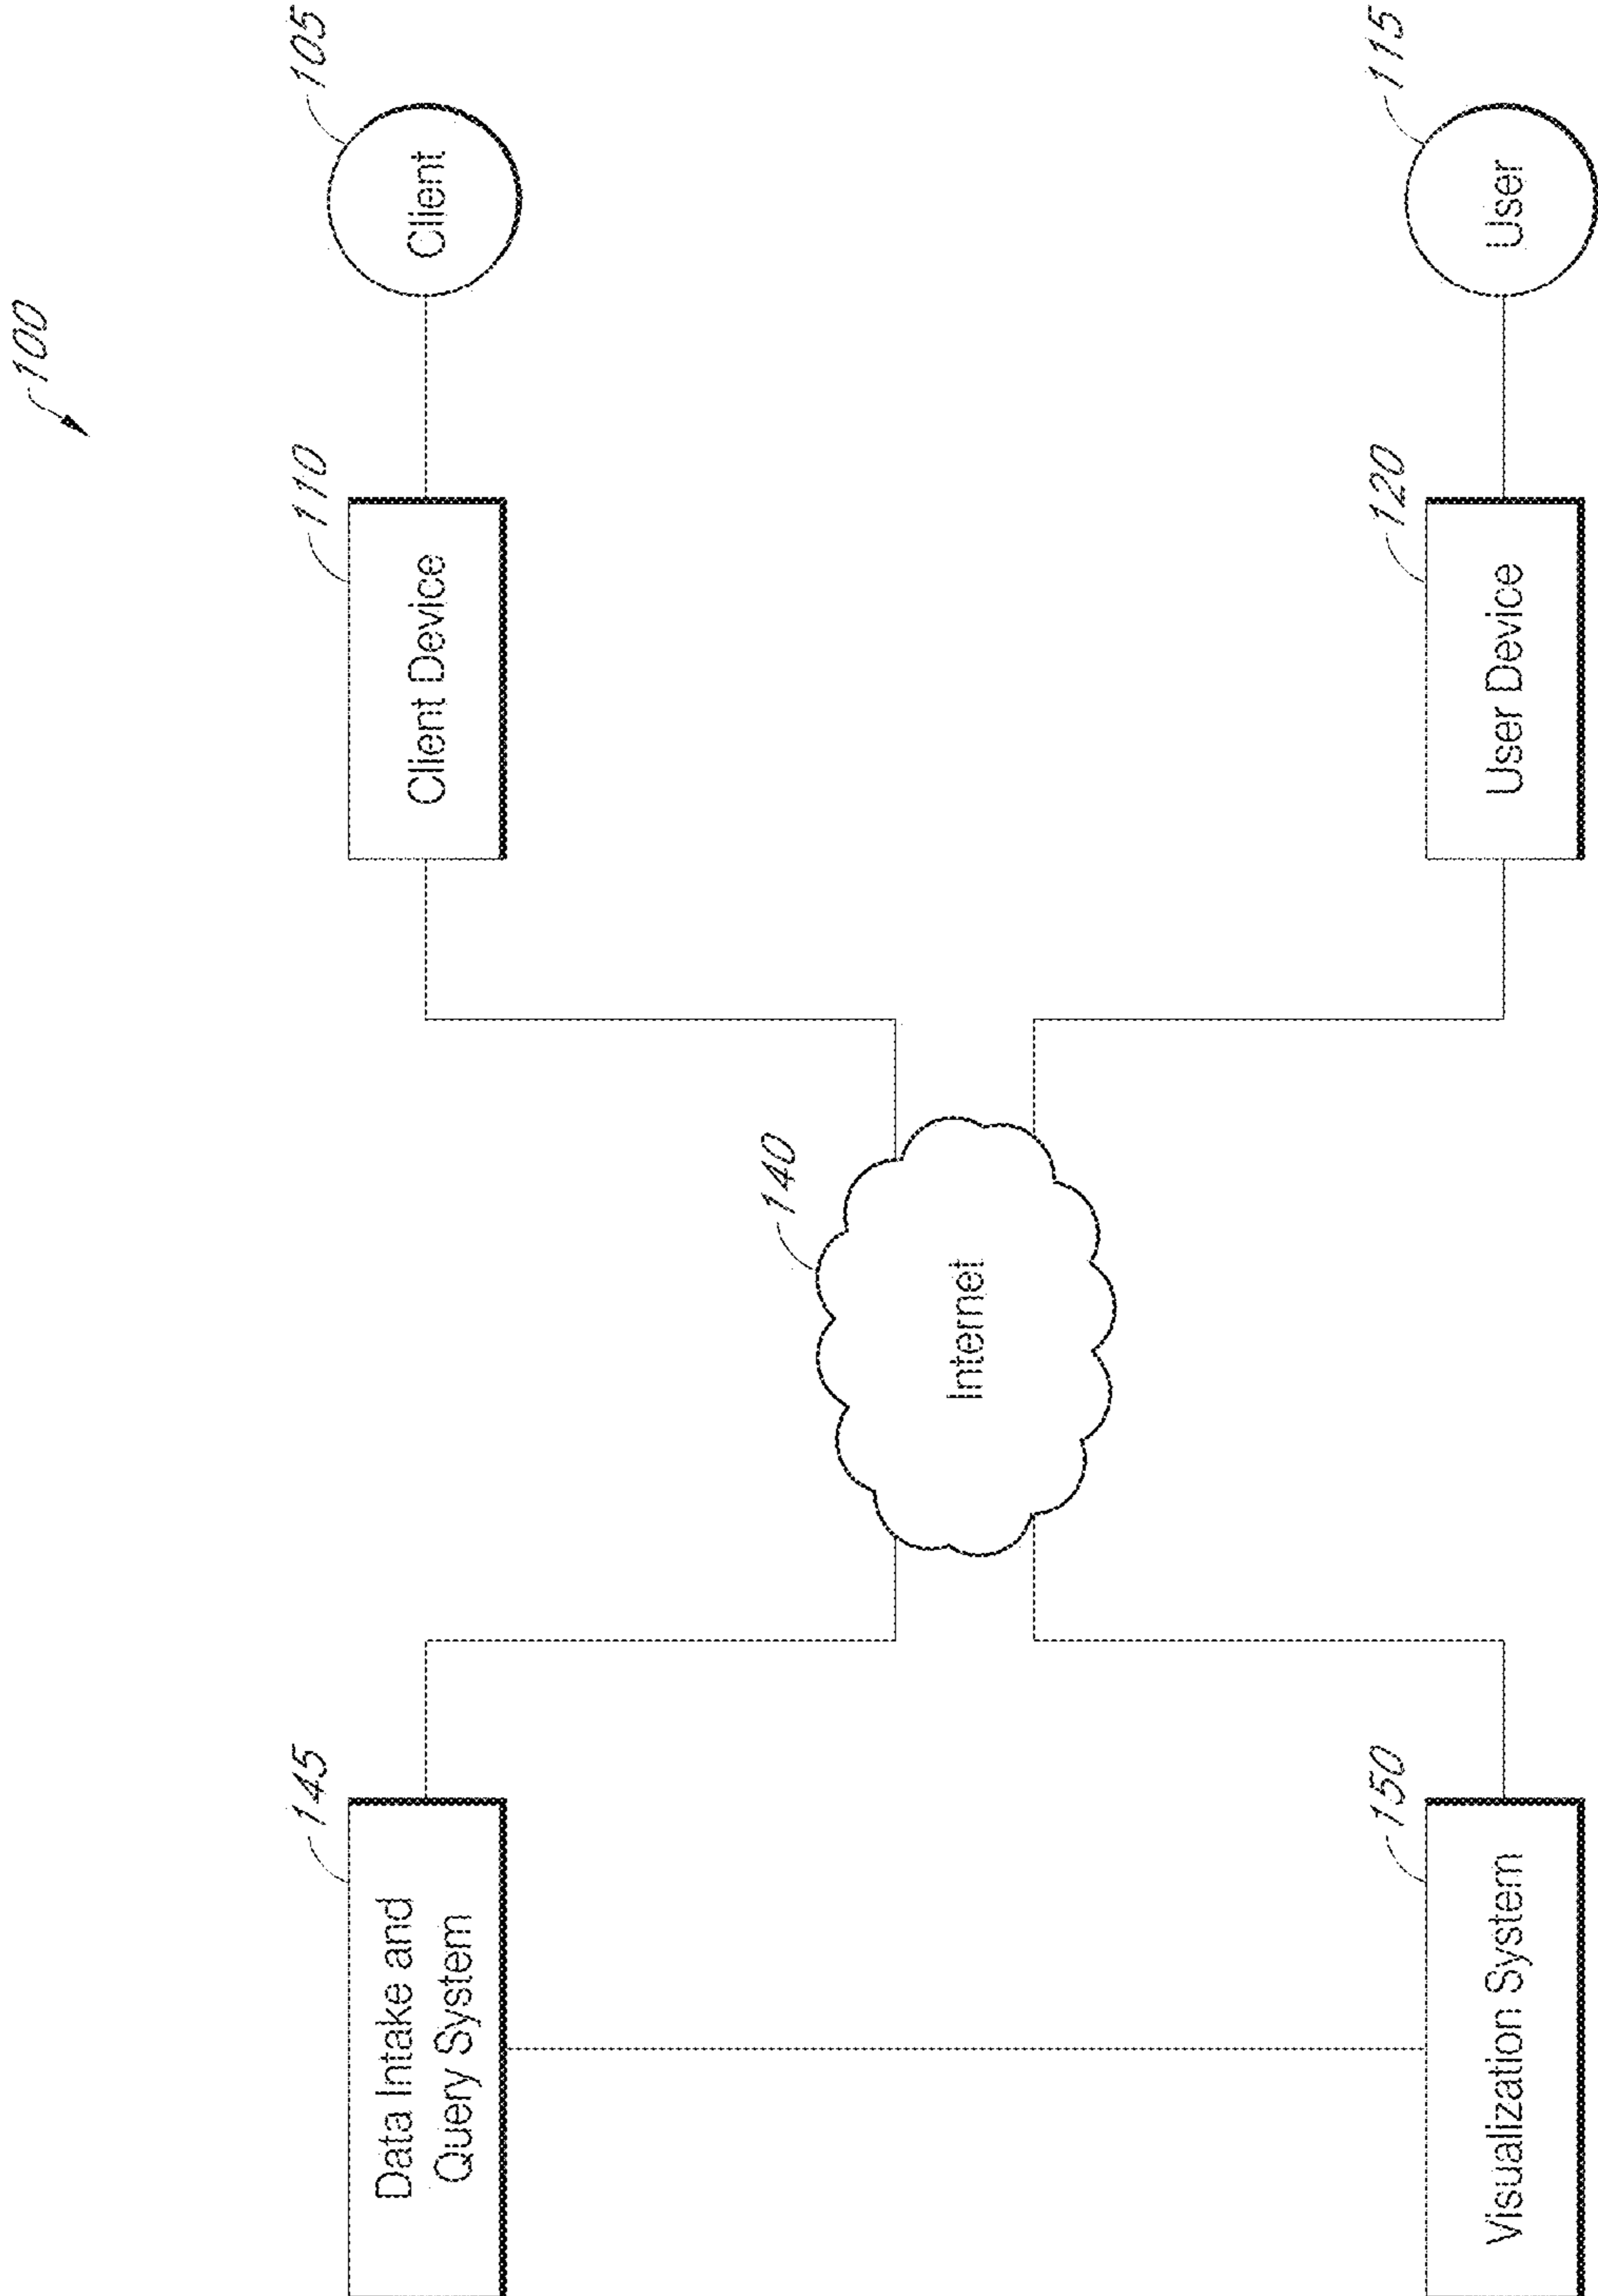 100
145
Data Intake and
Query System
110
Client Device
105
Client
140
Internet
150
Visualization System
120
User Device
115
User